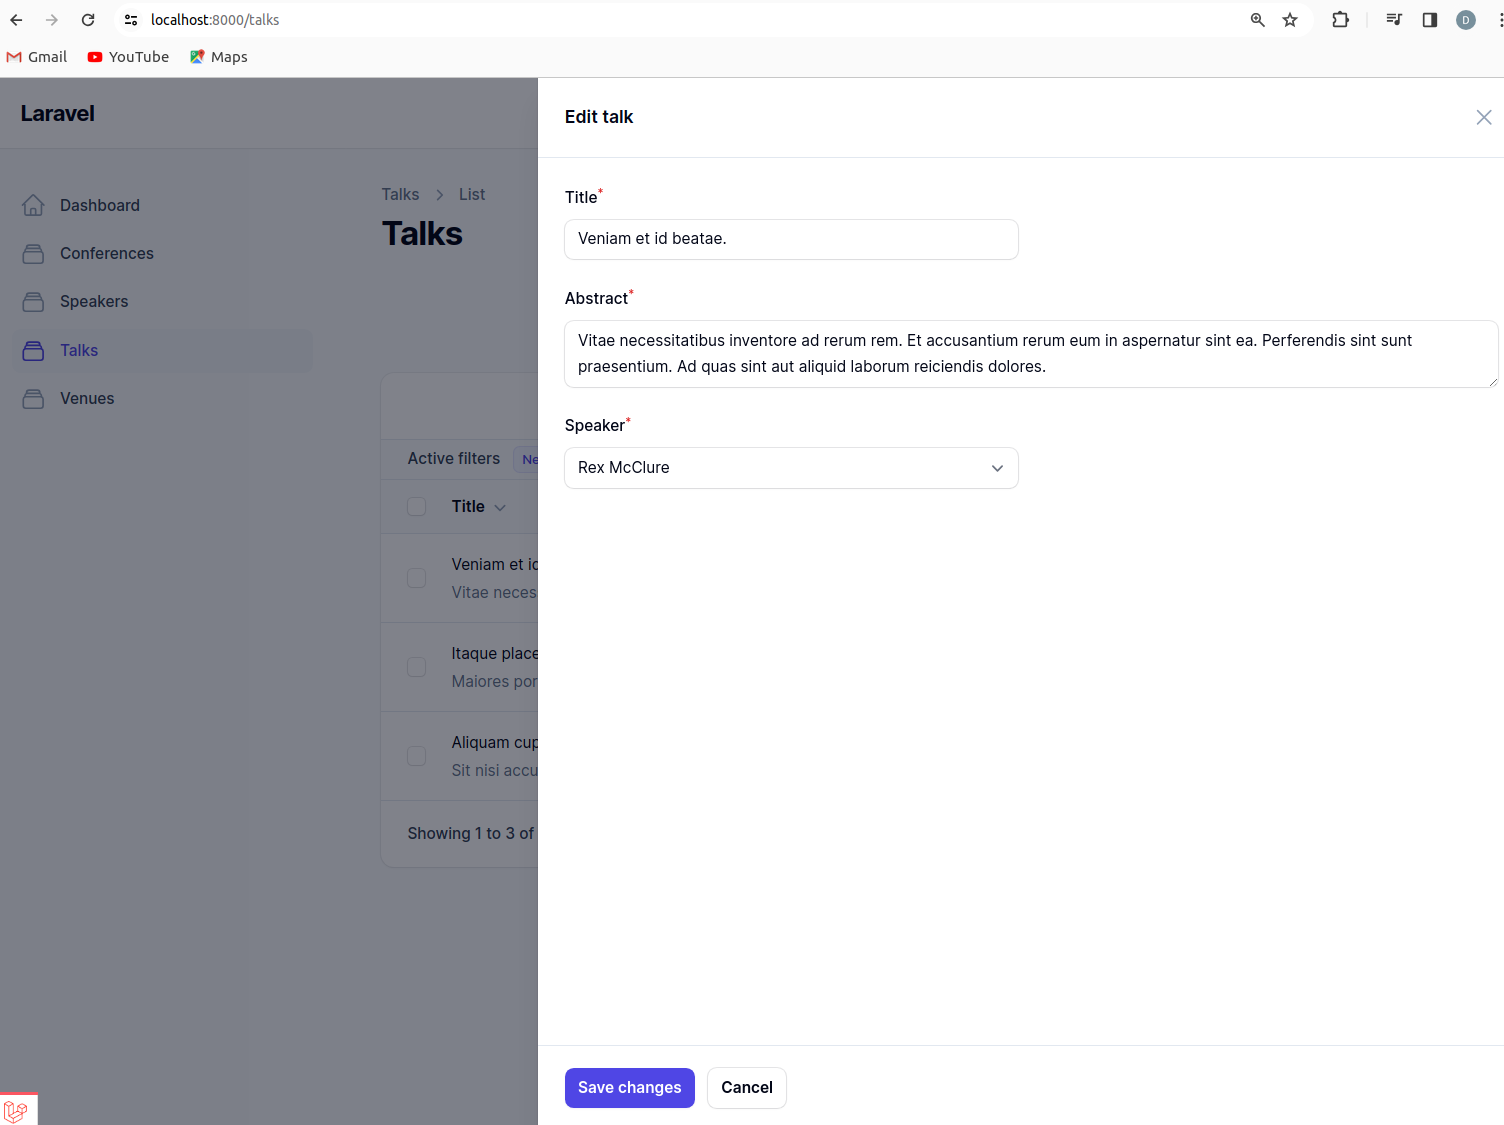 localhost:8000/talks
D
Gmail YouTube Maps
Laravel
Dashboard
Conferences
Speakers
Talks
Venues
Talks > List
Talks
Active filters Ne
Title
Veniam et id
Vitae neces
Itaque place
Maiores por
Aliquam cup
Sit nisi accu
Showing 1 to 3 of
Edit talk
Title*
Veniam et id beatae.
Abstract*
Vitae necessitatibus inventore ad rerum rem. Et accusantium rerum eum in aspernatur sint ea. Perferendis sint sunt
praesentium. Ad quas sint aut aliquid laborum reiciendis dolores.
Speaker*
Rex McClure
Save changes Cancel